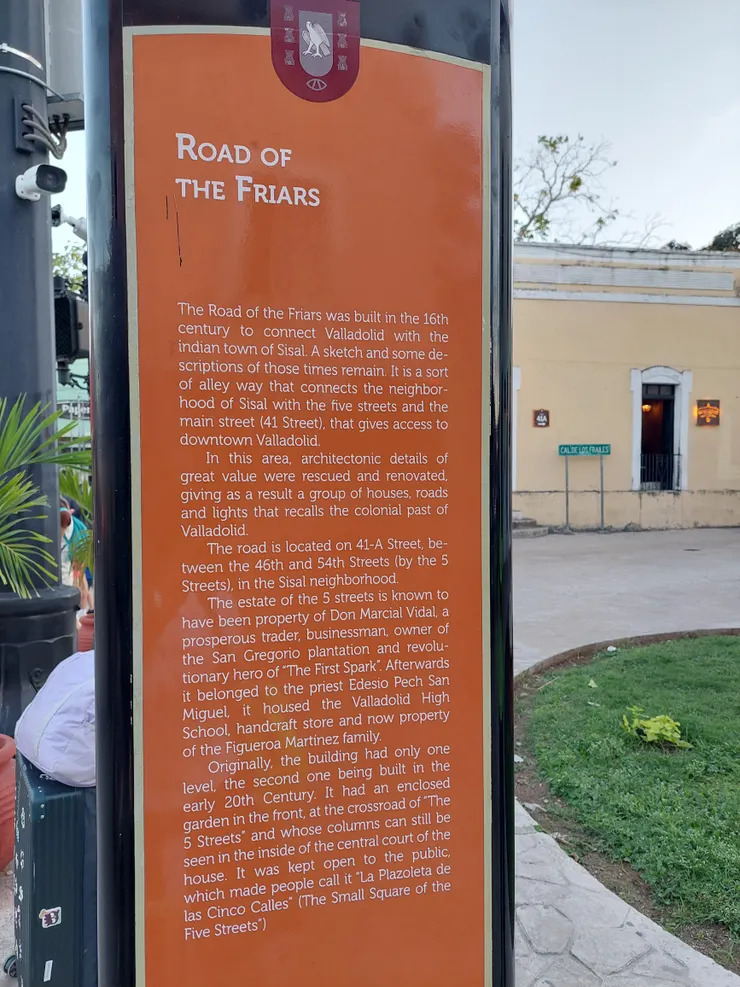 ROAD OF
THE FRIARS
The Road of the Friars was built in the 16th
century to connect Valladolid with the
indian town of Sisal. A sketch and some de-
scriptions of those times remain. It is a sort
of alley way that connects the neighbor-
hood of Sisal with the five streets and the
main street (41 Street), that gives access to
downtown Valladolid.
In this area, architectonic details of
great value were rescued and renovated,
giving as a result a group of houses, roads
and lights that recalls the colonial past of
Valladolid.
The road is located on 41-A Street, be-
tween the 46th and 54th Streets (by the 5
Streets), in the Sisal neighborhood.
The estate of the 5 streets is known to
have been property of Don Marcial Vidal, a
prosperous trader, businessman, owner of
the San Gregorio plantation and revolu-
tionary hero of "The First Spark". Afterwards
it belonged to the priest Edesio Pech San
Miguel, it housed the Valladolid High
School, handcraft store and now property
of the Figueroa Martínez family.
Originally, the building had only one
level, the second one being built in the
early 20th Century. It had an enclosed
garden in the front, at the crossroad of "The
5 Streets" and whose columns can still be
seen in the inside of the central court of the
house. It was kept open to the public,
which made people call it "La Plazoleta de
las Cinco Calles" (The Small Square of the
Five Streets")
41A
CAL. DE LOS FRAILES